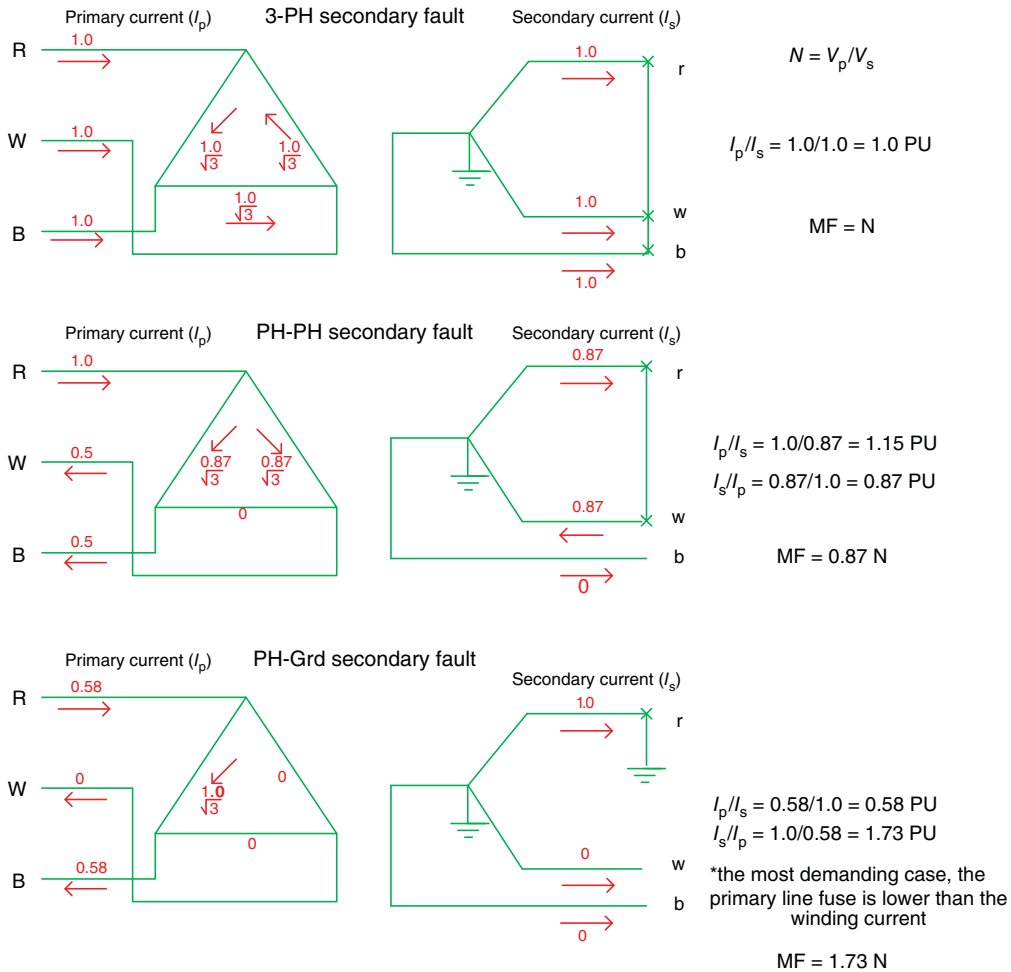 3-PH secondary fault
Primary current (Ip)
Secondary current (Is)
R
1.0
W
1.0
B
1.0
1.0/√3
1.0/√3
1.0/√3
1.0
r
1.0
w
b
1.0
N = Vp/Vs
Ip/Is = 1.0/1.0 = 1.0 PU
MF = N
PH-PH secondary fault
Primary current (Ip)
Secondary current (Is)
R
1.0
W
0.5
B
0.5
0.87/√3
0.87/√3
0
0.87
r
0.87
w
b
0
Ip/Is = 1.0/0.87 = 1.15 PU
Is/Ip = 0.87/1.0 = 0.87 PU
MF = 0.87 N
PH-Grd secondary fault
Primary current (Ip)
Secondary current (Is)
R
0.58
W
0
B
0.58
1.0/√3
0
0
1.0
r
0
w
b
0
Ip/Is = 0.58/1.0 = 0.58 PU
Is/Ip = 1.0/0.58 = 1.73 PU
*the most demanding case, the
primary line fuse is lower than the
winding current
MF = 1.73 N